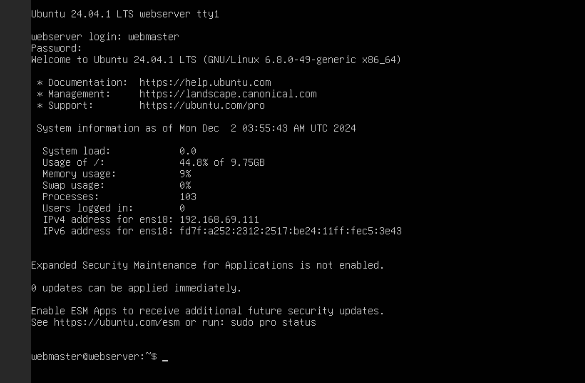 Ubuntu 24.04.1 LTS webserver tty1
webserver login: webmaster
Password:
Welcome to Ubuntu 24.04.1 LTS (GNU/Linux 6.8.0-49-generic x86_64)
* Documentation:  https://help.ubuntu.com
* Management:     https://landscape.canonical.com
* Support:        https://ubuntu.com/pro
System information as of Mon Dec  2 03:55:43 AM UTC 2024
System load:            0.0
Usage of /:             44.8% of 9.75GB
Memory usage:           9%
Swap usage:             0%
Processes:              103
Users logged in:        0
IPv4 address for ens18: 192.168.69.111
IPv6 address for ens18: fd7f:a252:2312:2517:be24:11ff:fec5:3e43
Expanded Security Maintenance for Applications is not enabled.
0 updates can be applied immediately.
Enable ESM Apps to receive additional future security updates.
See https://ubuntu.com/esm or run: sudo pro status
webmaster@webserver:~$ _